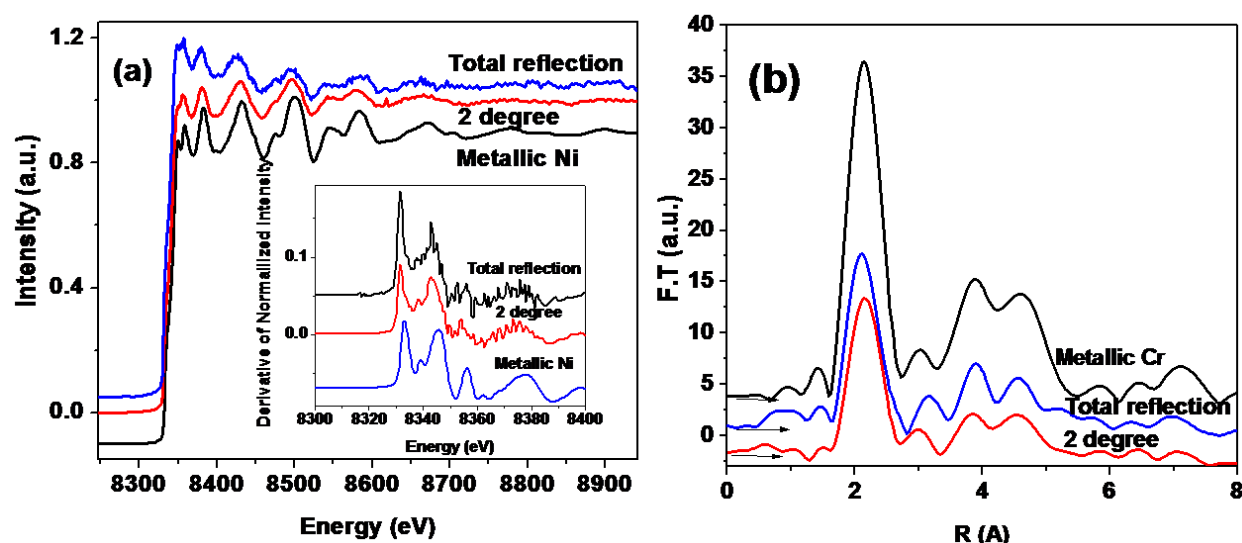 (a)
Total reflection
2 degree
Metallic Ni
1.2
0.8
0.4
0.0
Intensity (a.u.)
8300 8400 8500 8600 8700 8800 8900
Energy (eV)
Derivative of Normailized Intensity
0.1
0.0
Total reflection
2 degree
Metallic Ni
8300 8320 8340 8360 8380 8400
Energy (eV)
(b)
40
35
30
25
20
15
10
5
0
F.T (a.u.)
Metallic Cr
Total reflection
2 degree
0 2 4 6 8
R (A)